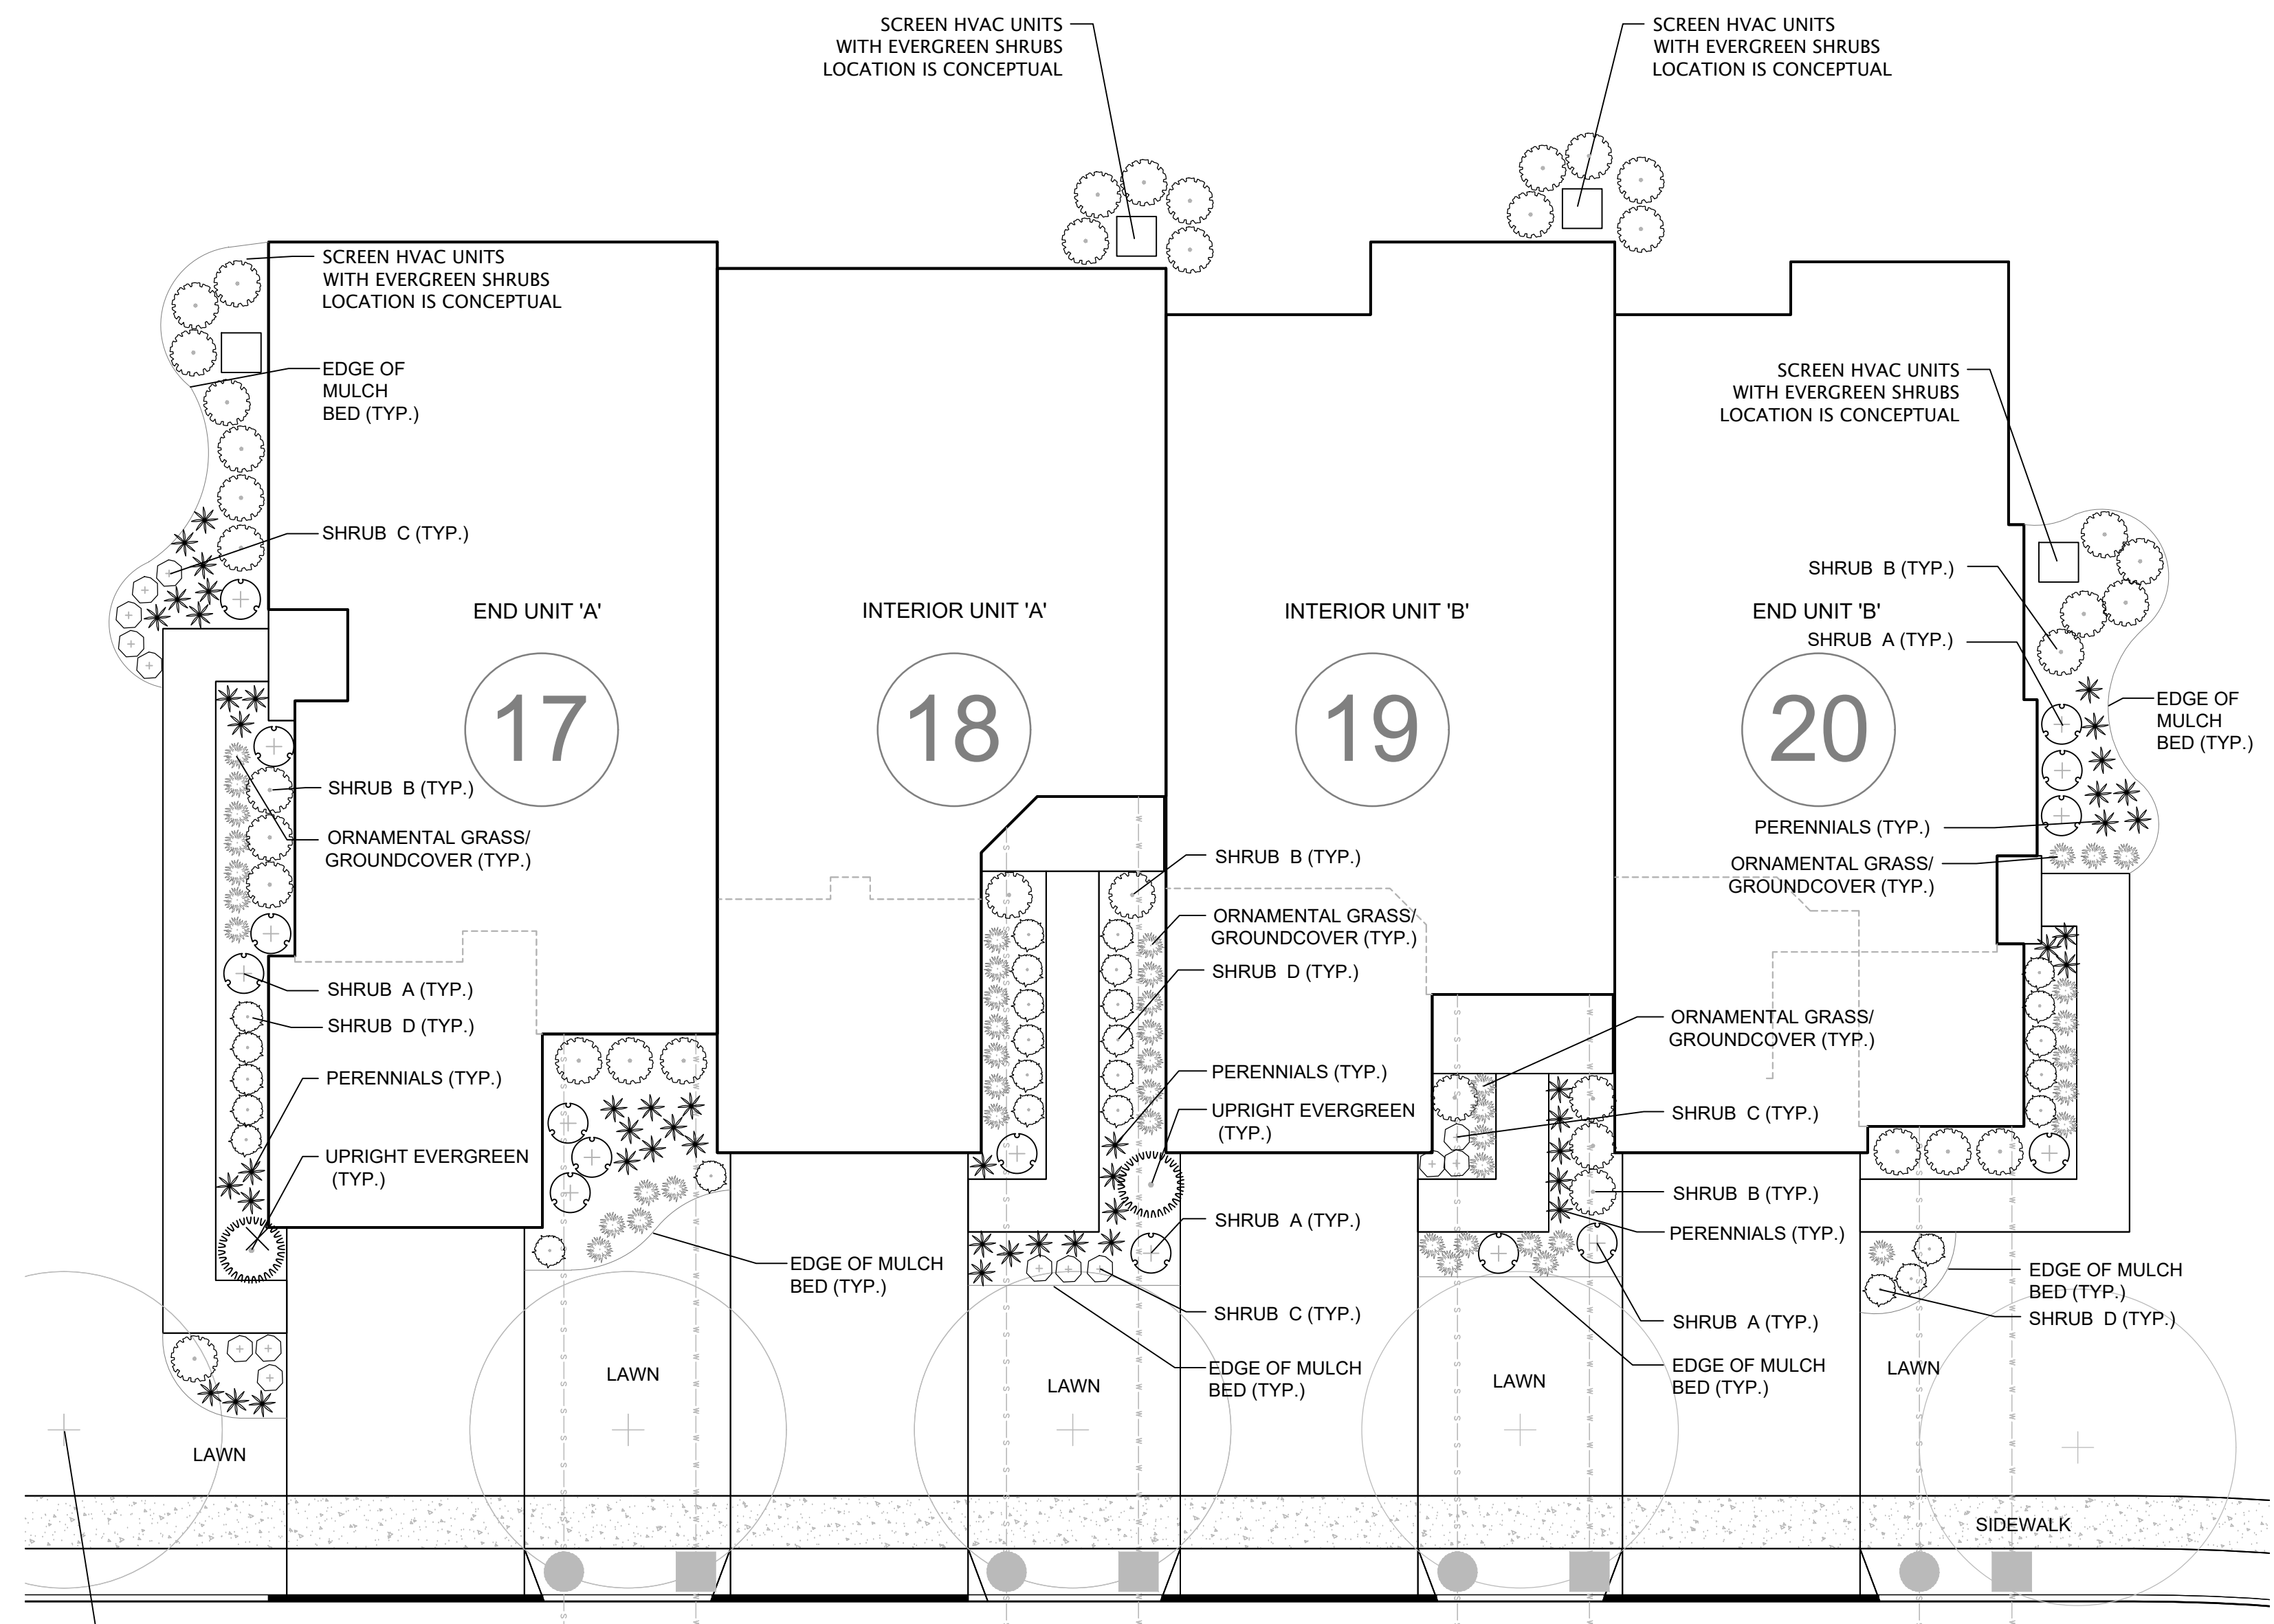 SCREEN HVAC UNITS
WITH EVERGREEN SHRUBS
LOCATION IS CONCEPTUAL
SCREEN HVAC UNITS
WITH EVERGREEN SHRUBS
LOCATION IS CONCEPTUAL
SCREEN HVAC UNITS
WITH EVERGREEN SHRUBS
LOCATION IS CONCEPTUAL
EDGE OF
MULCH
BED (TYP.)
SCREEN HVAC UNITS
WITH EVERGREEN SHRUBS
LOCATION IS CONCEPTUAL
SHRUB C (TYP.)
SHRUB B (TYP.)
END UNIT 'A'
INTERIOR UNIT 'A'
INTERIOR UNIT 'B'
END UNIT 'B'
SHRUB A (TYP.)
17
18
19
20
EDGE OF
MULCH
BED (TYP.)
SHRUB B (TYP.)
ORNAMENTAL GRASS/
GROUNDCOVER (TYP.)
PERENNIALS (TYP.)
ORNAMENTAL GRASS/
GROUNDCOVER (TYP.)
SHRUB B (TYP.)
ORNAMENTAL GRASS/
GROUNDCOVER (TYP.)
SHRUB D (TYP.)
SHRUB A (TYP.)
SHRUB D (TYP.)
ORNAMENTAL GRASS/
GROUNDCOVER (TYP.)
PERENNIALS (TYP.)
PERENNIALS (TYP.)
UPRIGHT EVERGREEN
(TYP.)
SHRUB C (TYP.)
UPRIGHT EVERGREEN
(TYP.)
SHRUB B (TYP.)
SHRUB A (TYP.)
PERENNIALS (TYP.)
EDGE OF MULCH
BED (TYP.)
EDGE OF MULCH
BED (TYP.)
SHRUB D (TYP.)
SHRUB C (TYP.)
SHRUB A (TYP.)
EDGE OF MULCH
BED (TYP.)
EDGE OF MULCH
BED (TYP.)
LAWN
LAWN
LAWN
LAWN
LAWN
SIDEWALK